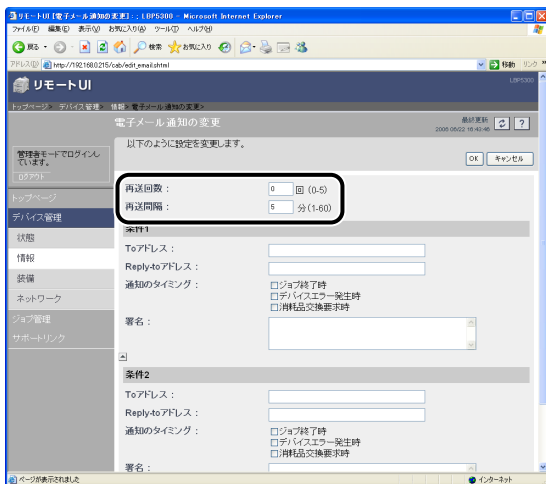 リモートUI [電子メール通知の変更] : ; LBP5300 - Microsoft Internet Explorer
ファイル(F) 編集(E) 表示(V) お気に入り(A) ツール(T) ヘルプ(H)
戻る 検索 お気に入り
アドレス(D) http://192.168.0.215/cab/edit_email.shtml 移動 リンク »
リモートUI LBP5300
トップページ> デバイス管理> 情報> 電子メール通知の変更>
電子メール通知の変更 最終更新
2006 06/22 16:40:46
以下のように設定を変更します。
管理者モードでログインしています。
OK キャンセル
ログアウト
トップページ
デバイス管理
状態
情報
装備
ネットワーク
ジョブ管理
サポートリンク
再送回数: 0 回 (0-5)
再送間隔: 5 分(1-60)
条件1
Toアドレス:
Reply-toアドレス:
通知のタイミング: ジョブ終了時
デバイスエラー発生時
消耗品交換要求時
署名:
条件2
Toアドレス:
Reply-toアドレス:
通知のタイミング: ジョブ終了時
デバイスエラー発生時
消耗品交換要求時
署名:
ページが表示されました インターネット